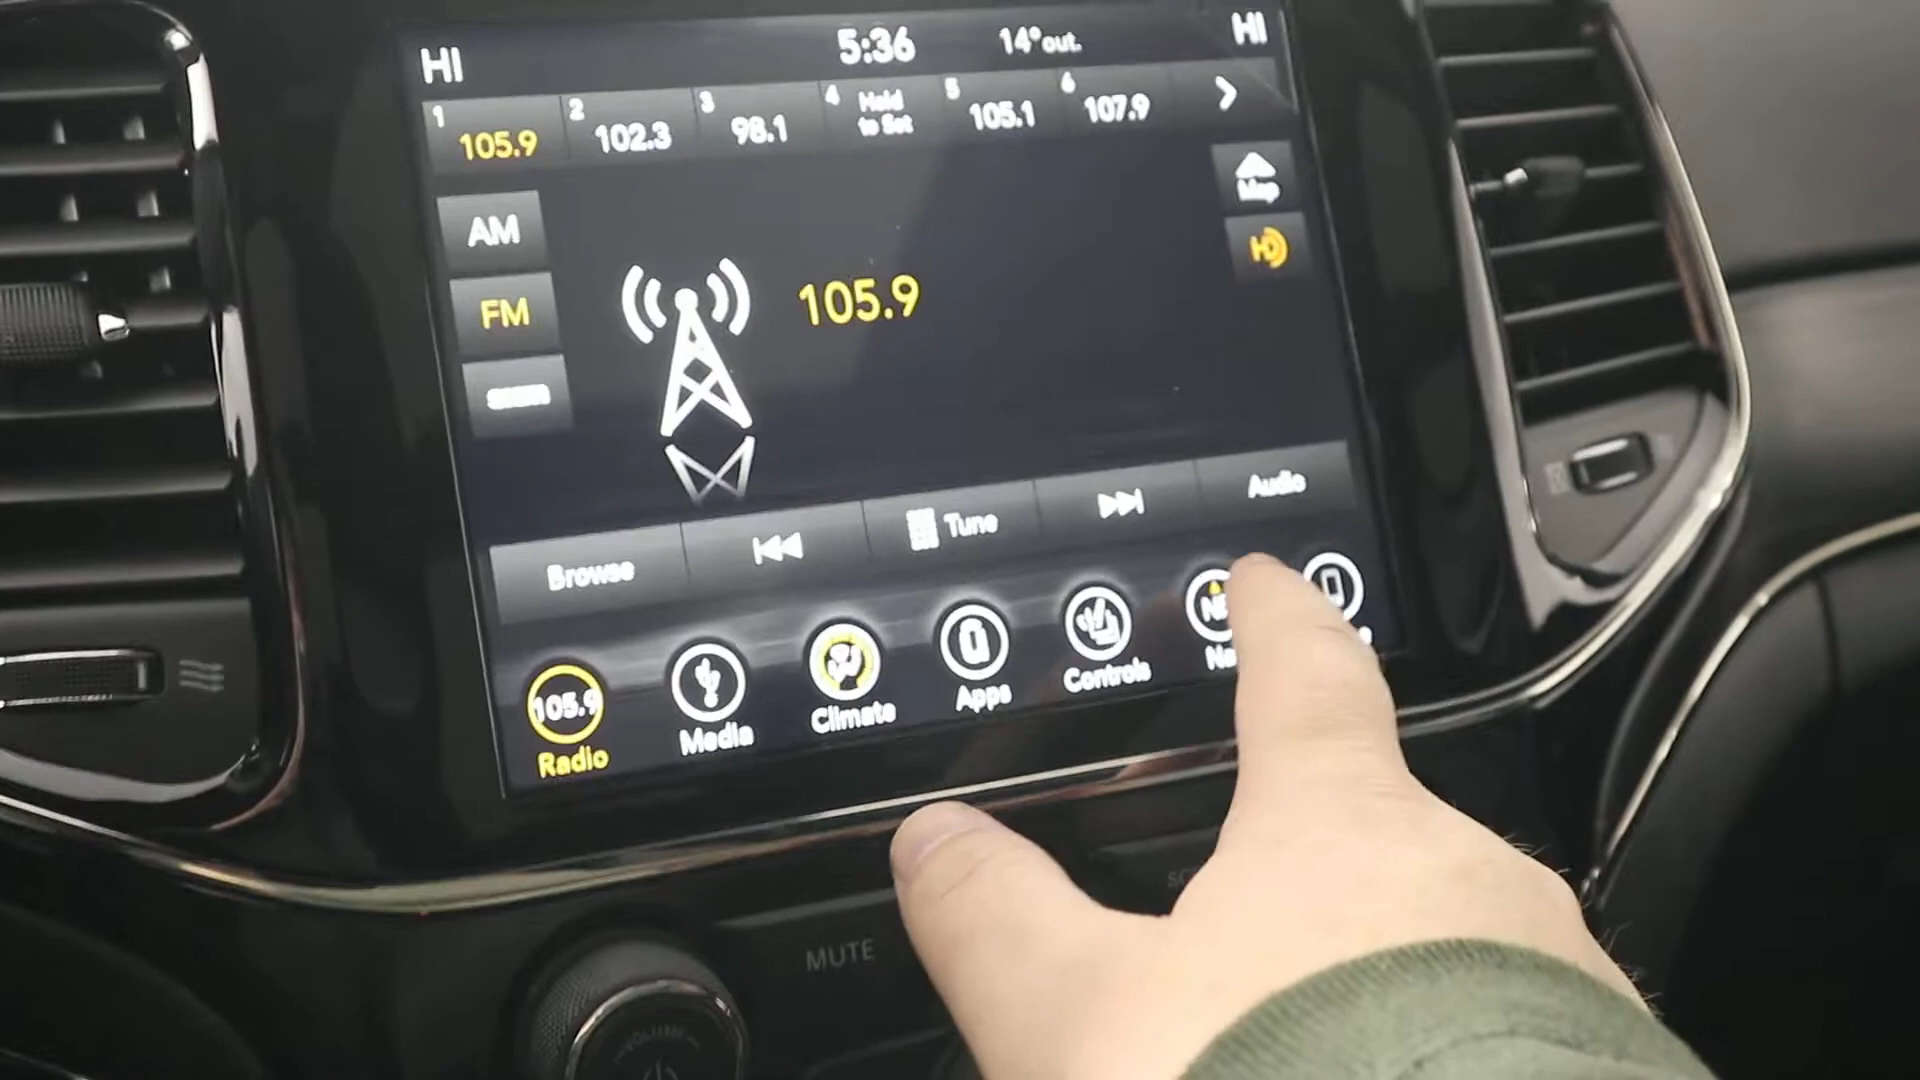 HI 5:36 14° out. HI
1 105.9 2 102.3 3 98.1 4 Hold to Set 5 105.1 6 107.9
Map
AM
FM
HD
105.9
Browse Tune Audio
105.9
Radio Media Climate Apps Controls
MUTE
VOLUME